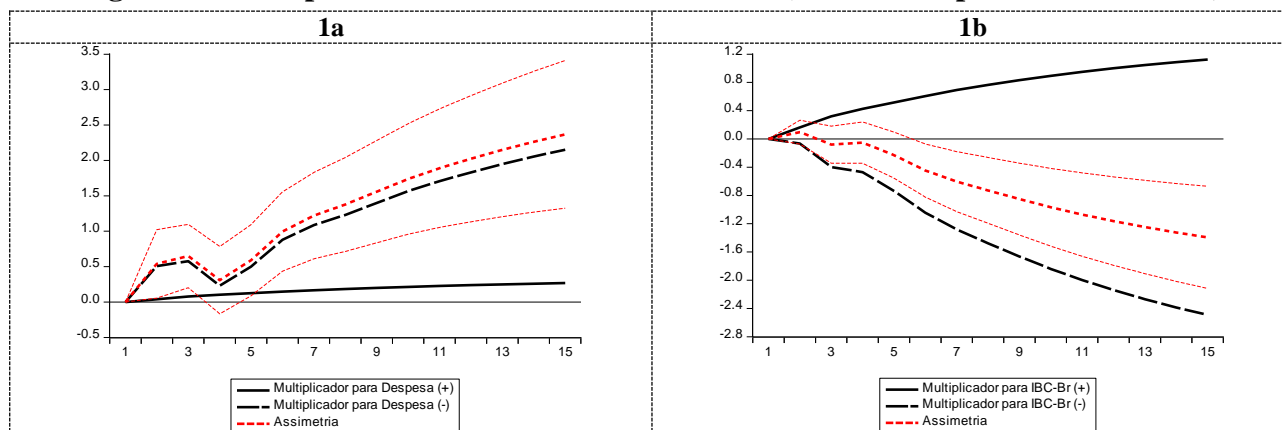 1a
1b
3.5
3.0
2.5
2.0
1.5
1.0
0.5
0.0
-0.5
1 3 5 7 9 11 13 15
Multiplicador para Despesa (+)
Multiplicador para Despesa (-)
Assimetria
1.2
0.8
0.4
0.0
-0.4
-0.8
-1.2
-1.6
-2.0
-2.4
-2.8
1 3 5 7 9 11 13 15
Multiplicador para IBC-Br (+)
Multiplicador para IBC-Br (-)
Assimetria